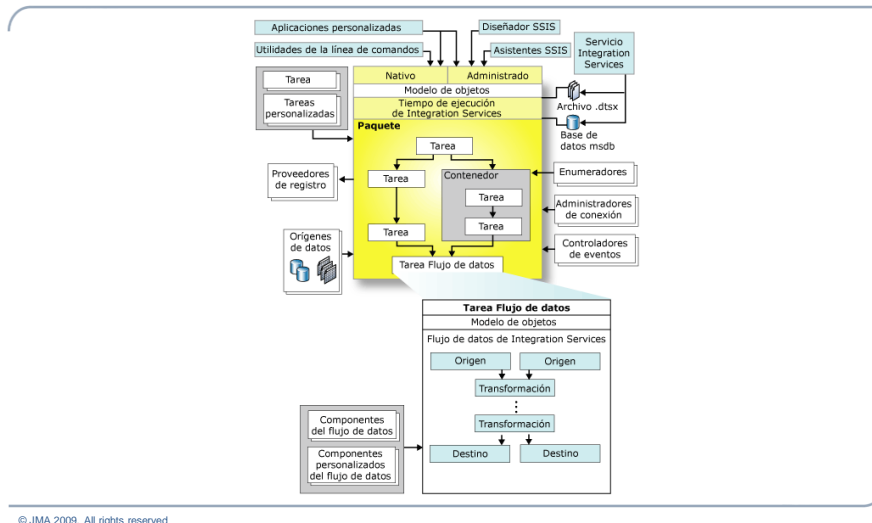 Aplicaciones personalizadas
Diseñador SSIS
Utilidades de la línea de comandos
Asistentes SSIS
Servicio
Integration
Services
Nativo
Administrado
Modelo de objetos
Tiempo de ejecución
de Integration Services
Tarea
Tareas
personalizadas
Archivo .dtsx
Base de
datos msdb
Paquete
Tarea
Proveedores
de registro
Tarea
Contenedor
Tarea
Tarea
Enumeradores
Administradores
de conexión
Orígenes
de datos
Tarea
Controladores
de eventos
Tarea Flujo de datos
Tarea Flujo de datos
Modelo de objetos
Flujo de datos de Integration Services
Origen
Origen
Transformación
Transformación
Destino
Destino
Componentes
del flujo de datos
Componentes
personalizados
del flujo de datos
© JMA 2009. All rights reserved